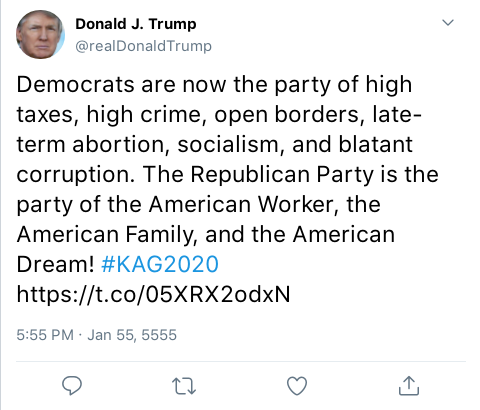 Donald J. Trump
@realDonaldTrump
Democrats are now the party of high
taxes, high crime, open borders, late-
term abortion, socialism, and blatant
corruption. The Republican Party is the
party of the American Worker, the
American Family, and the American
Dream! #KAG2020
https://t.co/05XRX2odxN
5:55 PM · Jan 55, 5555